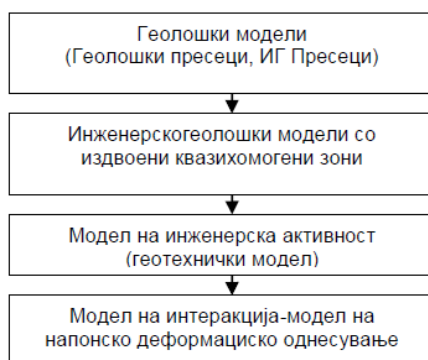 Геолошки модели
(Геолошки пресеци, ИГ Пресеци)
Инженерскогеолошки модели со
издвоени квазихомогени зони
Модел на инженерска активност
(геотехнички модел)
Модел на интеракција-модел на
напонско деформациско однесување